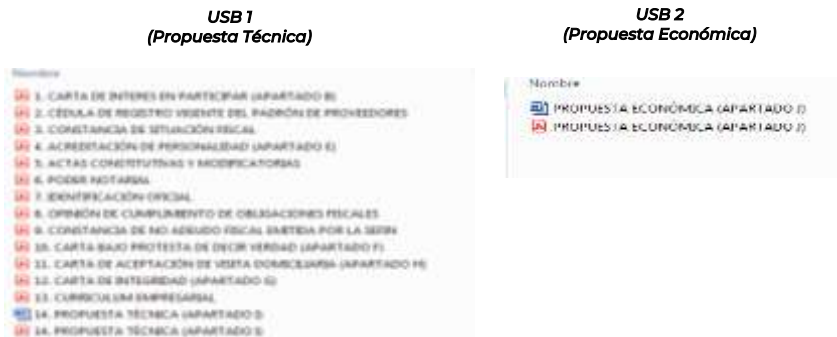 USB 1
(Propuesta Técnica)
Nombre
1. CARTA DE INTERES EN PARTICIPAR (APARTADO B)
2. CÉDULA DE REGISTRO VIGENTE DEL PADRÓN DE PROVEEDORES
3. CONSTANCIA DE SITUACIÓN FISCAL
4. ACREDITACIÓN DE PERSONALIDAD (APARTADO E)
5. ACTAS CONSTITUTIVAS Y MODIFICATORIAS
6. PODER NOTARIAL
7. IDENTIFICACIÓN OFICIAL
8. OPINIÓN DE CUMPLIMIENTO DE OBLIGACIONES FISCALES
9. CONSTANCIA DE NO ADEUDO FISCAL EMITIDA POR LA SEFIN
10. CARTA BAJO PROTESTA DE DECIR VERDAD (APARTADO F)
11. CARTA DE ACEPTACIÓN DE VISITA DOMICILIARIA (APARTADO H)
12. CARTA DE INTEGRIDAD (APARTADO G)
13. CURRICULUM EMPRESARIAL
14. PROPUESTA TÉCNICA (APARTADO I)
14. PROPUESTA TÉCNICA (APARTADO I)
USB 2
(Propuesta Económica)
Nombre
PROPUESTA ECONÓMICA (APARTADO J)
PROPUESTA ECONÓMICA (APARTADO J)